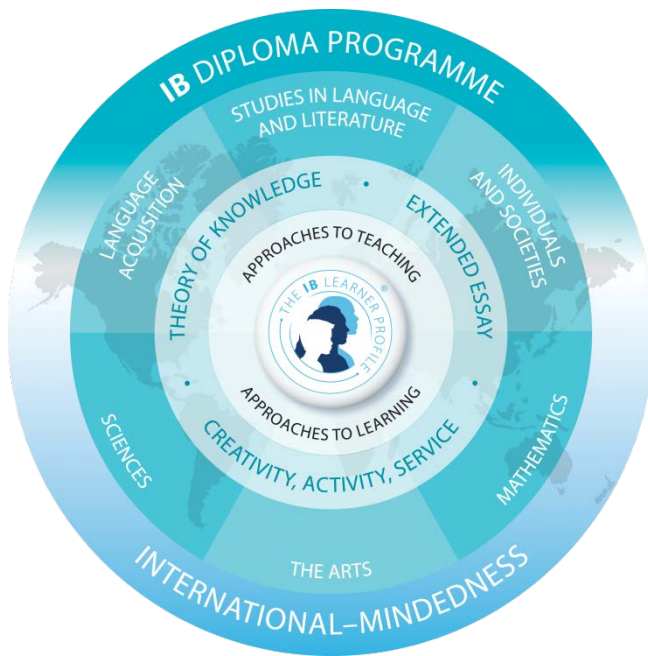 IB DIPLOMA PROGRAMME
STUDIES IN LANGUAGE
AND LITERATURE
LANGUAGE
ACQUISITION
INDIVIDUALS
AND SOCIETIES
THEORY OF KNOWLEDGE
•
EXTENDED ESSAY
APPROACHES TO TEACHING
THE IB LEARNER PROFILE
®
APPROACHES TO LEARNING
•
CREATIVITY, ACTIVITY, SERVICE
•
SCIENCES
MATHEMATICS
THE ARTS
INTERNATIONAL–MINDEDNESS